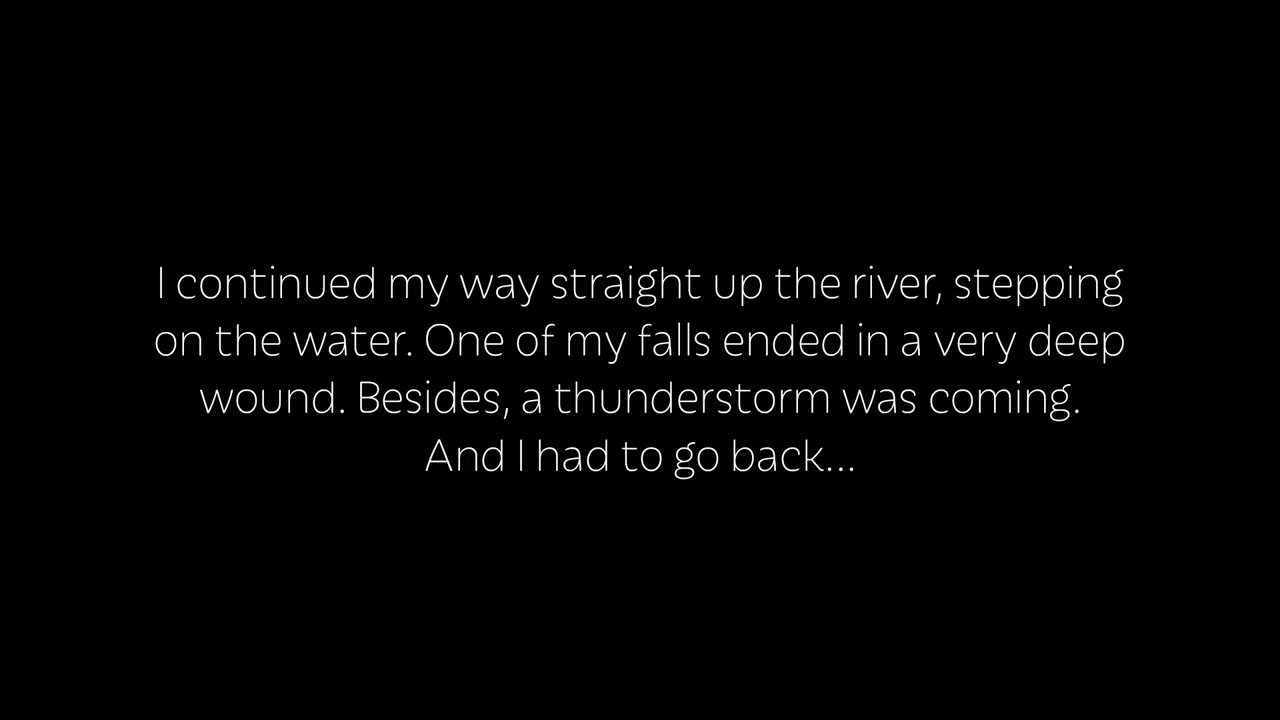 I continued my way straight up the river, stepping
on the water. One of my falls ended in a very deep
wound. Besides, a thunderstorm was coming.
And I had to go back...